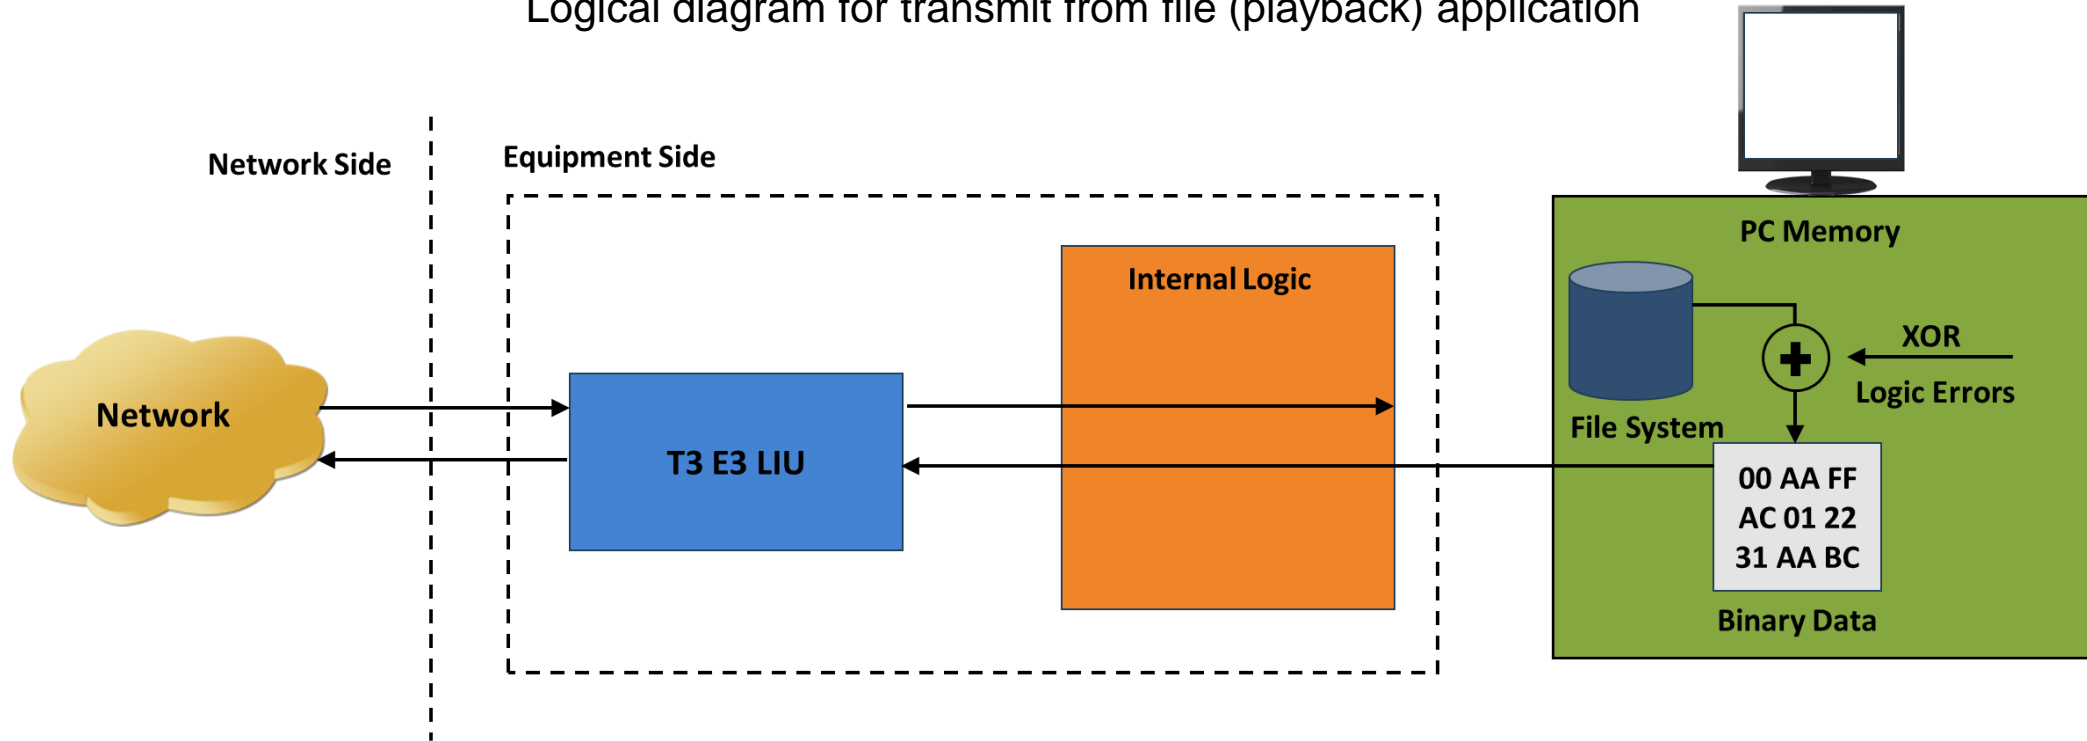 Logical diagram for transmit from file (playback) application
Network Side
Equipment Side
PC Memory
Internal Logic
XOR
Logic Errors
Network
File System
T3 E3 LIU
00 AA FF
AC 01 22
31 AA BC
Binary Data